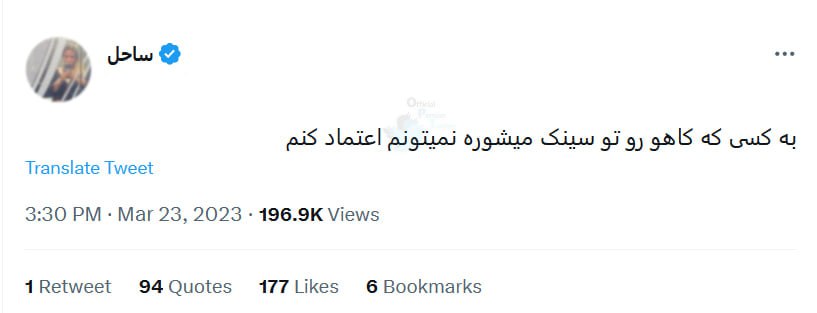 ساحل
به کسی که کاهو رو تو سینک میشوره نمیتونم اعتماد کنم
Translate Tweet
3:30 PM · Mar 23, 2023 · 196.9K Views
1 Retweet 94 Quotes 177 Likes 6 Bookmarks